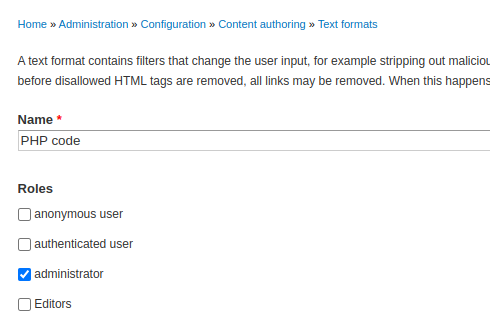 Home » Administration » Configuration » Content authoring » Text formats
A text format contains filters that change the user input, for example stripping out maliciou
before disallowed HTML tags are removed, all links may be removed. When this happens
Name *
PHP code
Roles
anonymous user
authenticated user
administrator
Editors